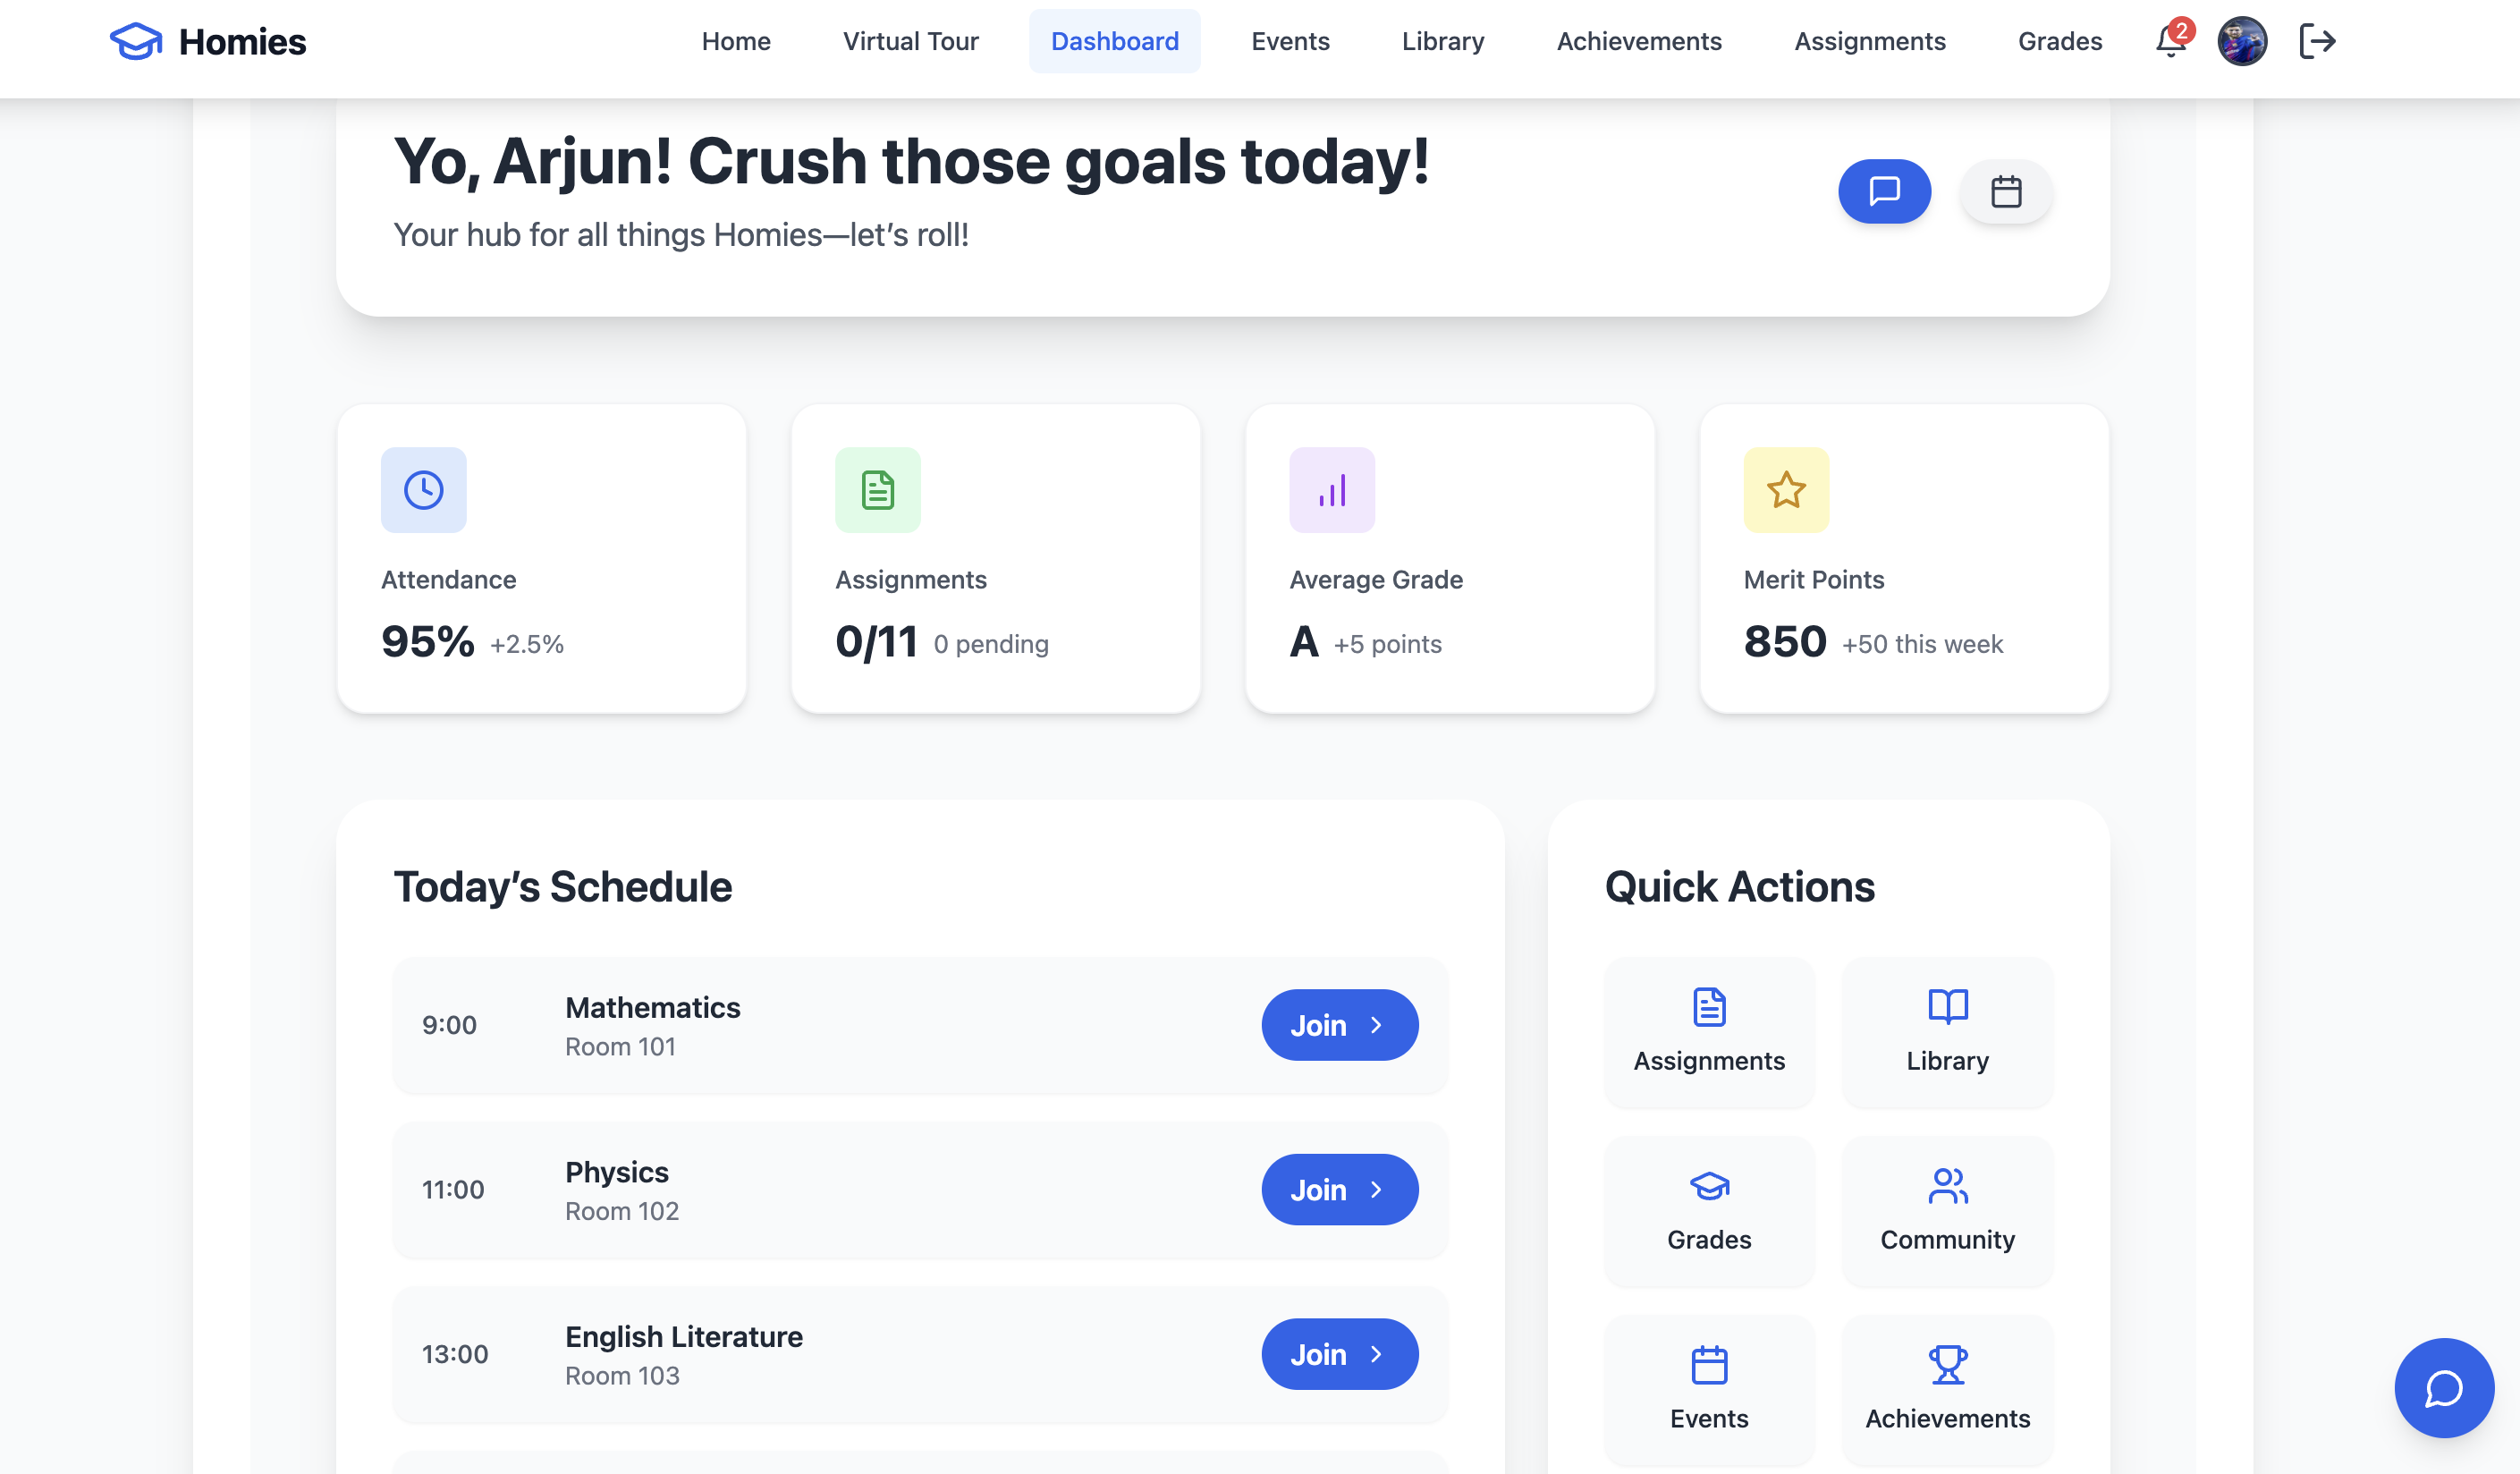 Homies
Home Virtual Tour Dashboard Events Library Achievements Assignments Grades 2
Yo, Arjun! Crush those goals today!
Your hub for all things Homies—let’s roll!
Attendance
95% +2.5%
Assignments
0/11 0 pending
Average Grade
A +5 points
Merit Points
850 +50 this week
Today’s Schedule
9:00
Mathematics
Room 101
Join
11:00
Physics
Room 102
Join
13:00
English Literature
Room 103
Join
Quick Actions
Assignments
Library
Grades
Community
Events
Achievements